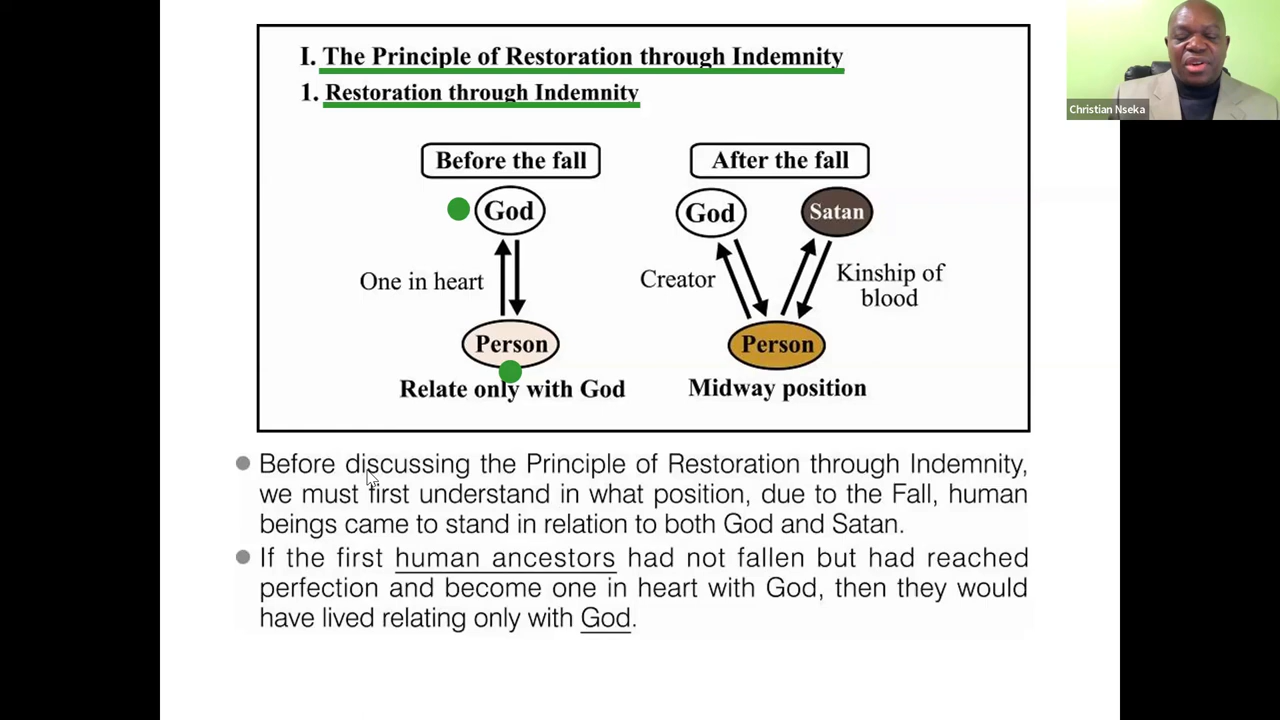 I. The Principle of Restoration through Indemnity
1. Restoration through Indemnity
Before the fall
After the fall
God
God
Satan
One in heart
Creator
Kinship of
blood
Person
Person
Relate only with God
Midway position
Before discussing the Principle of Restoration through Indemnity,
we must first understand in what position, due to the Fall, human
beings came to stand in relation to both God and Satan.
If the first human ancestors had not fallen but had reached
perfection and become one in heart with God, then they would
have lived relating only with God.
Christian Nseka